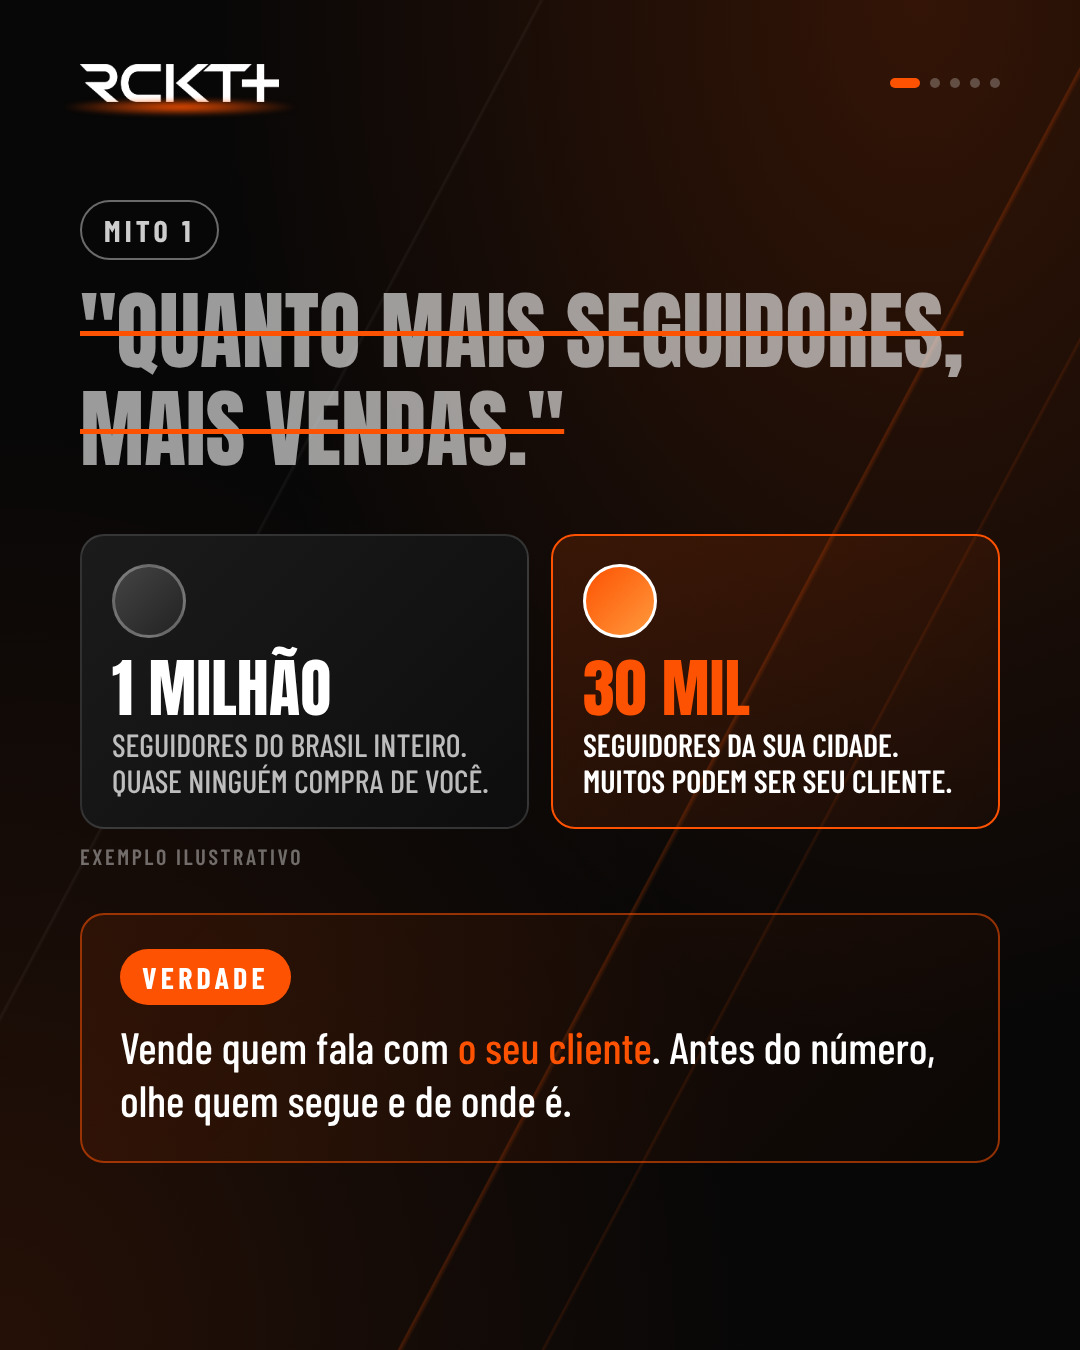 RCKT+
MITO 1
"QUANTO MAIS SEGUIDORES,
MAIS VENDAS."
1 MILHÃO
SEGUIDORES DO BRASIL INTEIRO.
QUASE NINGUÉM COMPRA DE VOCÊ.
30 MIL
SEGUIDORES DA SUA CIDADE.
MUITOS PODEM SER SEU CLIENTE.
EXEMPLO ILUSTRATIVO
VERDADE
Vende quem fala com o seu cliente. Antes do número,
olhe quem segue e de onde é.